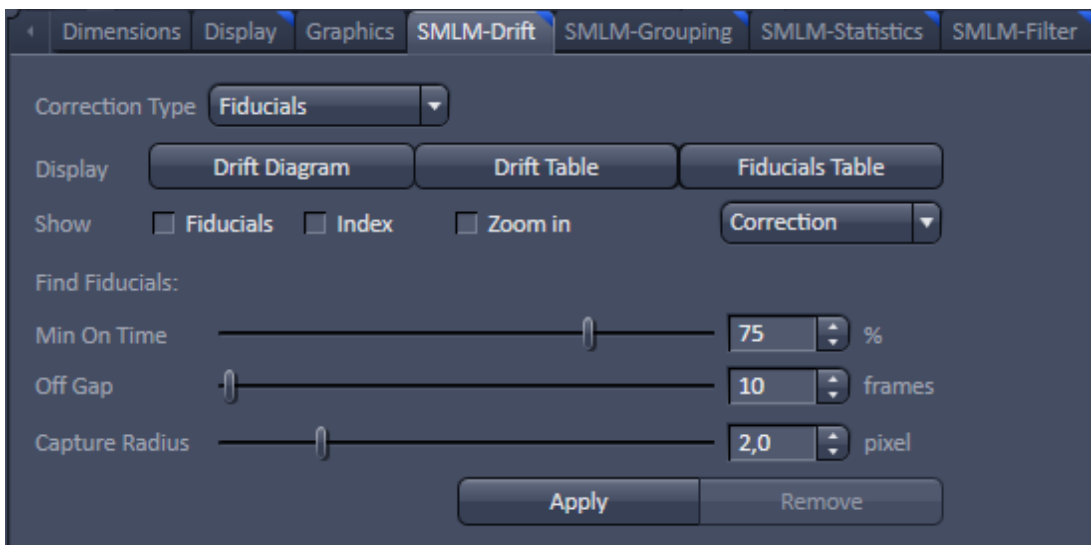 Dimensions Display Graphics SMLM-Drift SMLM-Grouping SMLM-Statistics SMLM-Filter
Correction Type Fiducials
Display Drift Diagram Drift Table Fiducials Table
Show Fiducials Index Zoom in Correction
Find Fiducials:
Min On Time 75 %
Off Gap 10 frames
Capture Radius 2,0 pixel
Apply Remove